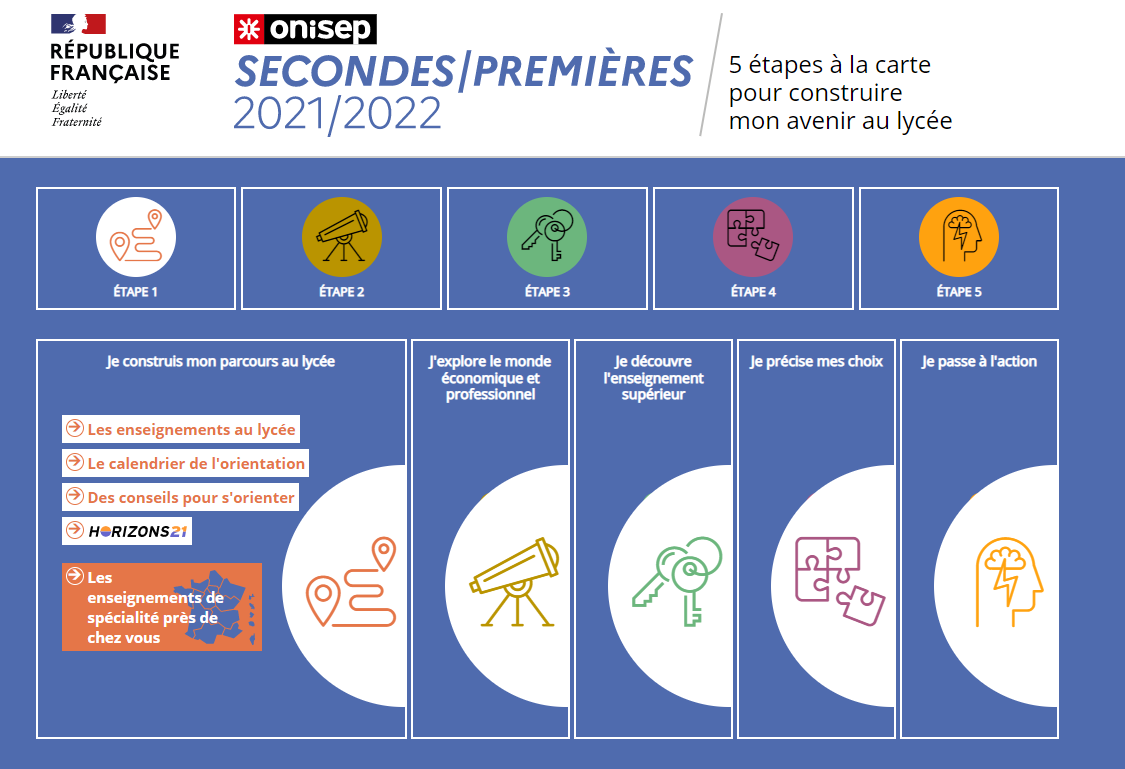 RÉPUBLIQUE
FRANÇAISE
Liberté
Égalité
Fraternité
onisep
SECONDES/PREMIÈRES
2021/2022
5 étapes à la carte
pour construire
mon avenir au lycée
ÉTAPE 1
ÉTAPE 2
ÉTAPE 3
ÉTAPE 4
ÉTAPE 5
Je construis mon parcours au lycée
Les enseignements au lycée
Le calendrier de l'orientation
Des conseils pour s'orienter
HORIZONS21
Les
enseignements de
spécialité près de
chez vous
J'explore le monde
économique et
professionnel
Je découvre
l'enseignement
supérieur
Je précise mes choix
Je passe à l'action